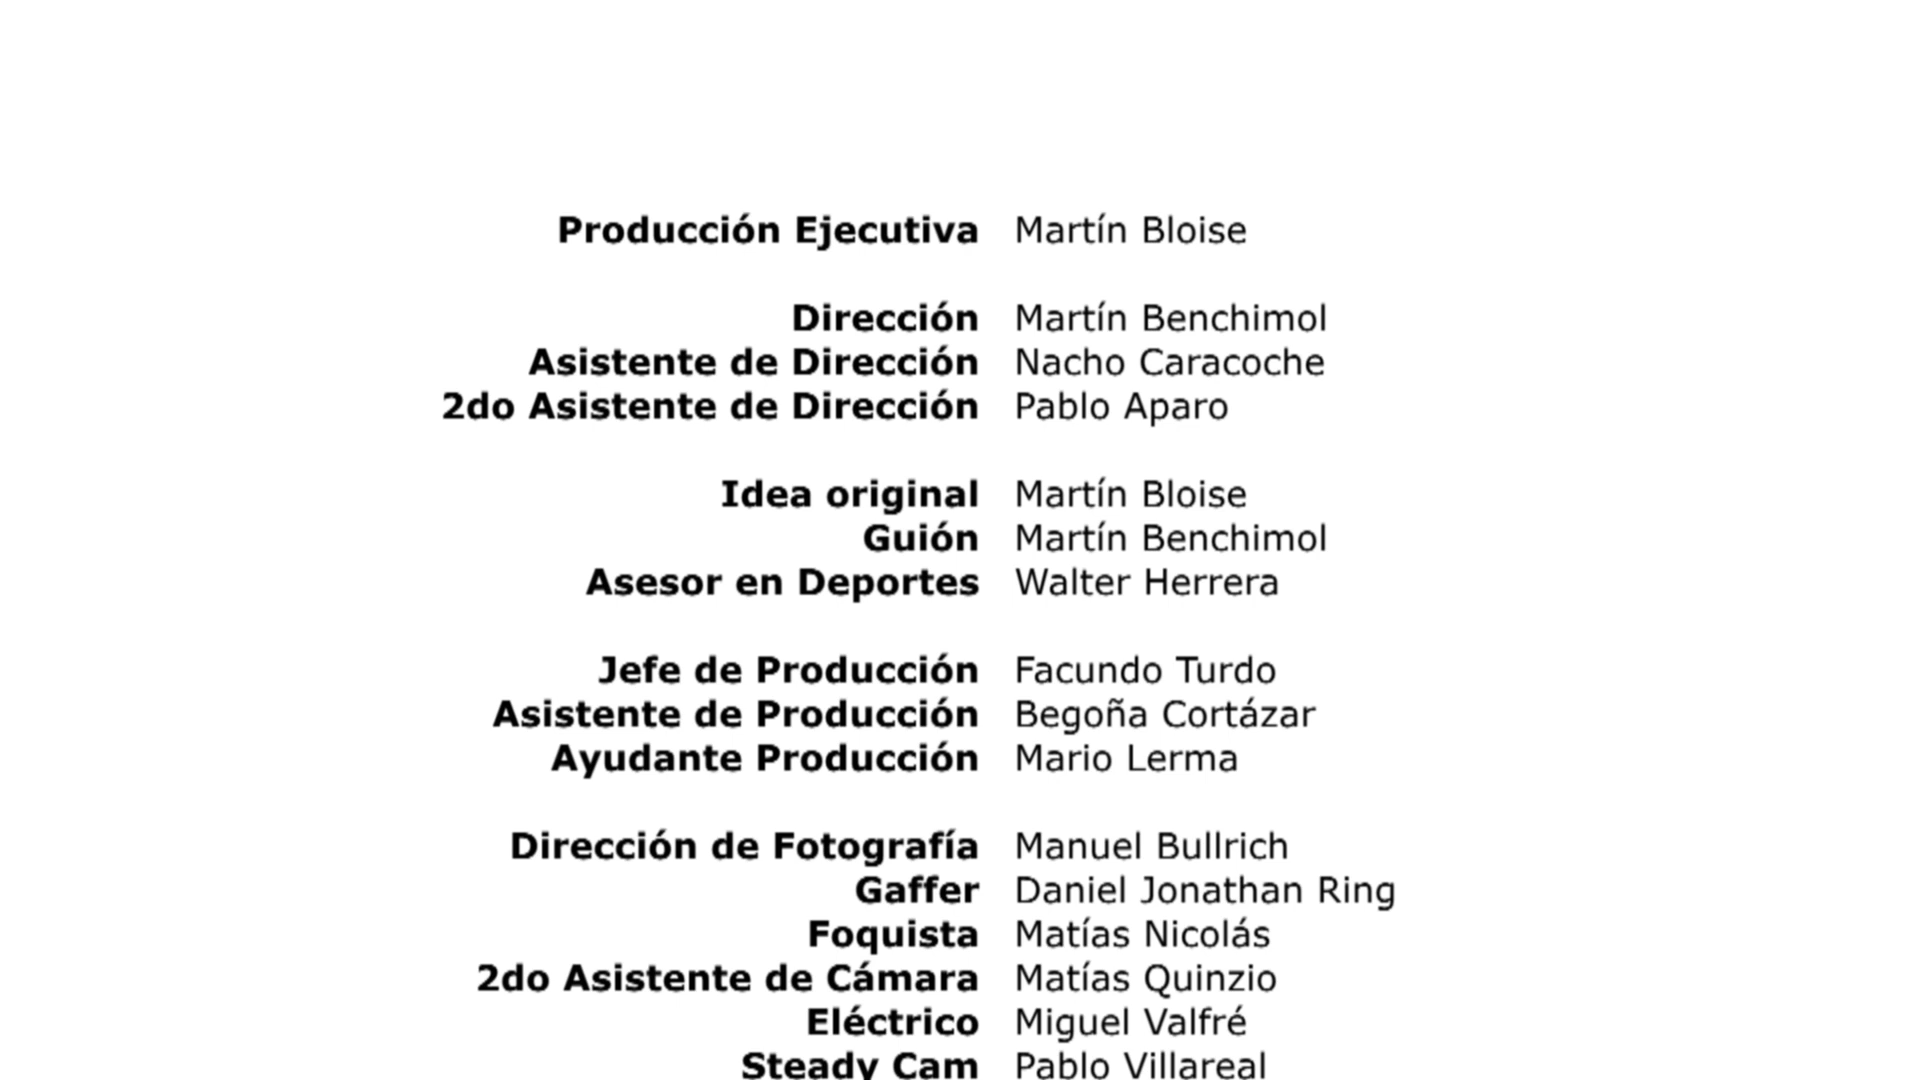 Producción Ejecutiva Martín Bloise
Dirección Martín Benchimol
Asistente de Dirección Nacho Caracoche
2do Asistente de Dirección Pablo Aparo
Idea original Martín Bloise
Guión Martín Benchimol
Asesor en Deportes Walter Herrera
Jefe de Producción Facundo Turdo
Asistente de Producción Begoña Cortázar
Ayudante Producción Mario Lerma
Dirección de Fotografía Manuel Bullrich
Gaffer Daniel Jonathan Ring
Foquista Matías Nicolás
2do Asistente de Cámara Matías Quinzio
Eléctrico Miguel Valfré
Steady Cam Pablo Villareal